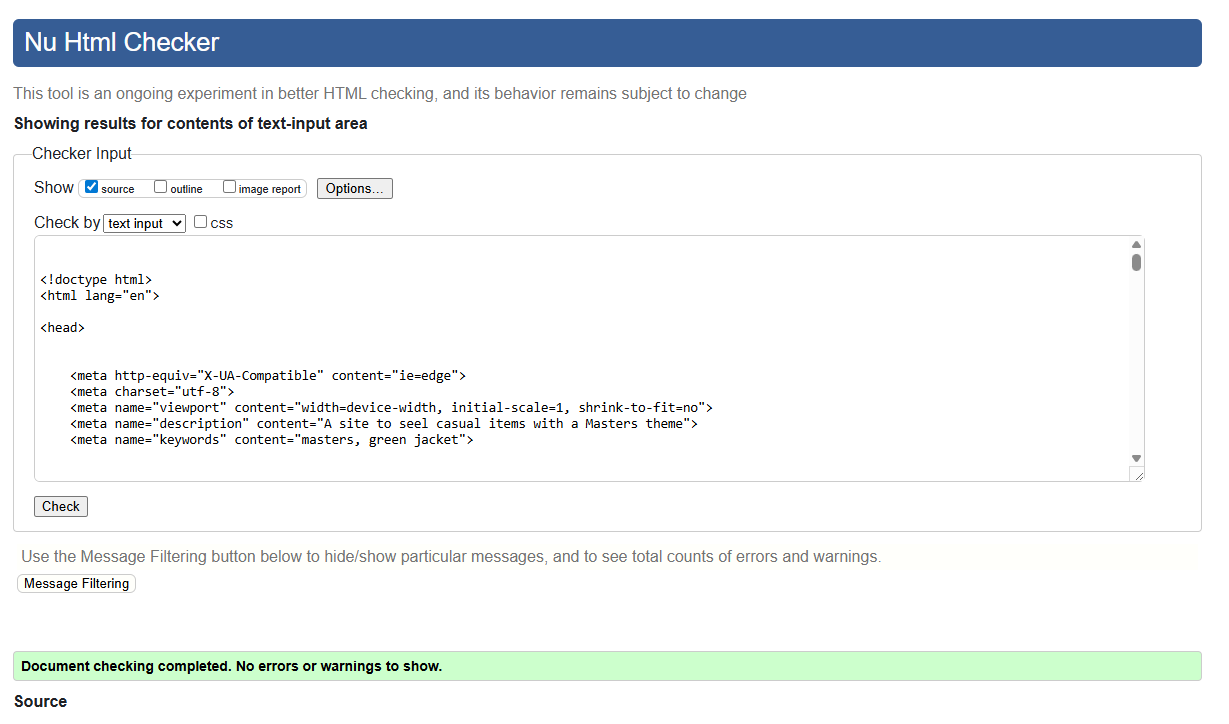 Nu Html Checker
This tool is an ongoing experiment in better HTML checking, and its behavior remains subject to change
Showing results for contents of text-input area
Checker Input
Show source outline image report Options...
Check by text input css
<!doctype html>
<html lang="en">
<head>
<meta http-equiv="X-UA-Compatible" content="ie=edge">
<meta charset="utf-8">
<meta name="viewport" content="width=device-width, initial-scale=1, shrink-to-fit=no">
<meta name="description" content="A site to seel casual items with a Masters theme">
<meta name="keywords" content="masters, green jacket">
Check
Use the Message Filtering button below to hide/show particular messages, and to see total counts of errors and warnings.
Message Filtering
Document checking completed. No errors or warnings to show.
Source